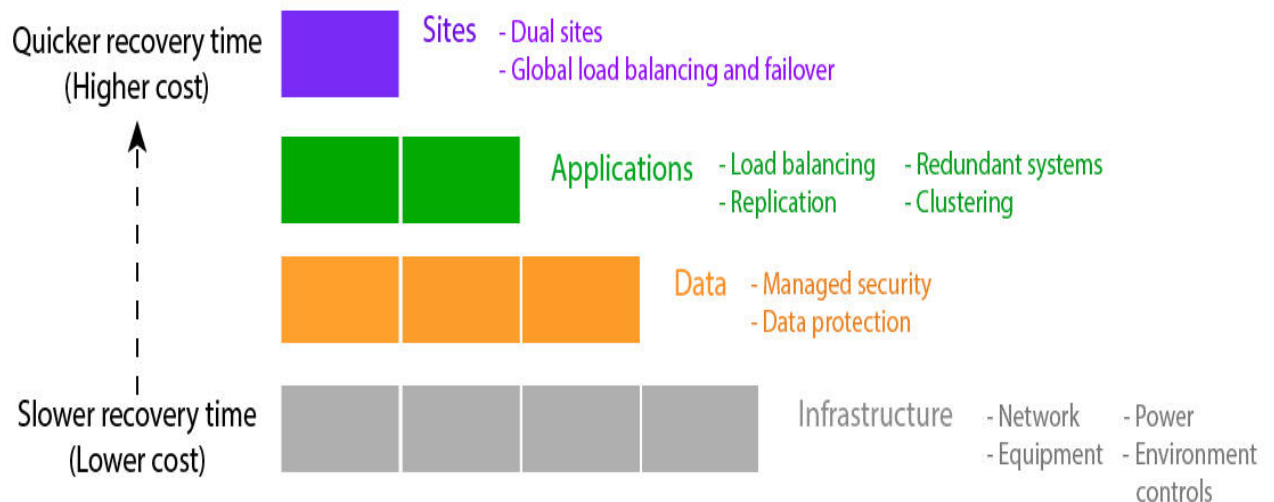 Quicker recovery time
(Higher cost)
Sites
- Dual sites
- Global load balancing and failover
Applications
- Load balancing
- Replication
- Redundant systems
- Clustering
Data
- Managed security
- Data protection
Slower recovery time
(Lower cost)
Infrastructure
- Network
- Equipment
- Power
- Environment
controls